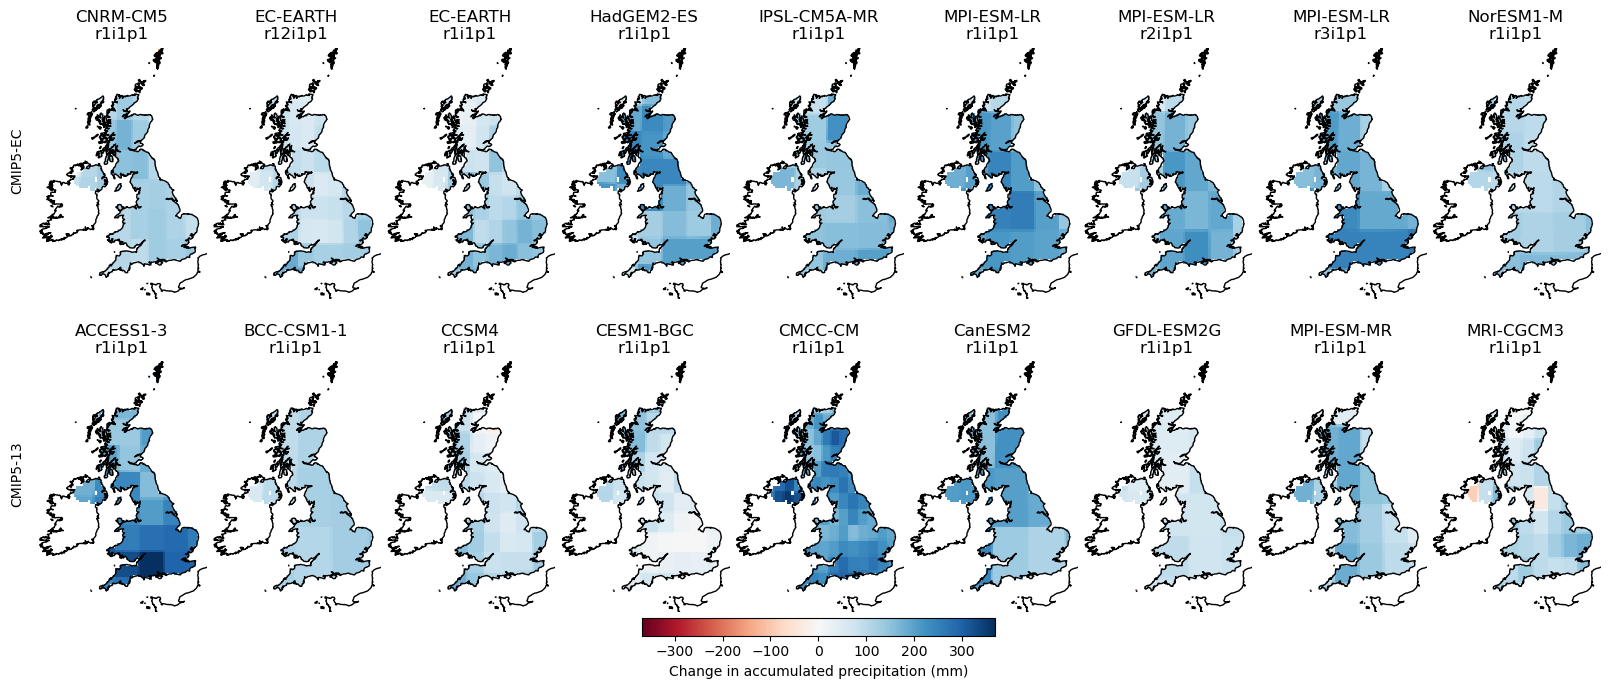 CNRM-CM5 EC-EARTH EC-EARTH HadGEM2-ES IPSL-CM5A-MR MPI-ESM-LR MPI-ESM-LR MPI-ESM-LR NorESM1-M
r1i1p1 r12i1p1 r1i1p1 r1i1p1 r1i1p1 r1i1p1 r2i1p1 r3i1p1 r1i1p1
CMIP5-EC
ACCESS1-3 BCC-CSM1-1 CCSM4 CESM1-BGC CMCC-CM CanESM2 GFDL-ESM2G MPI-ESM-MR MRI-CGCM3
r1i1p1 r1i1p1 r1i1p1 r1i1p1 r1i1p1 r1i1p1 r1i1p1 r1i1p1 r1i1p1
CMIP5-13
−300 −200 −100 0 100 200 300
Change in accumulated precipitation (mm)